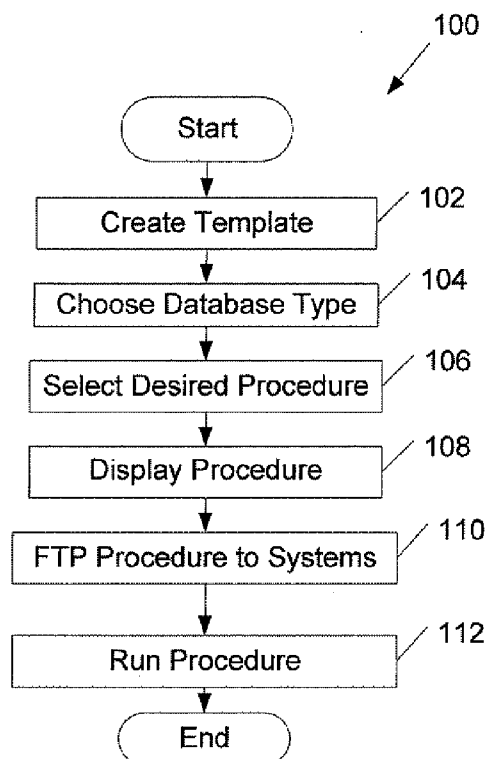 100
Start
Create Template
102
Choose Database Type
104
Select Desired Procedure
106
Display Procedure
108
FTP Procedure to Systems
110
Run Procedure
112
End